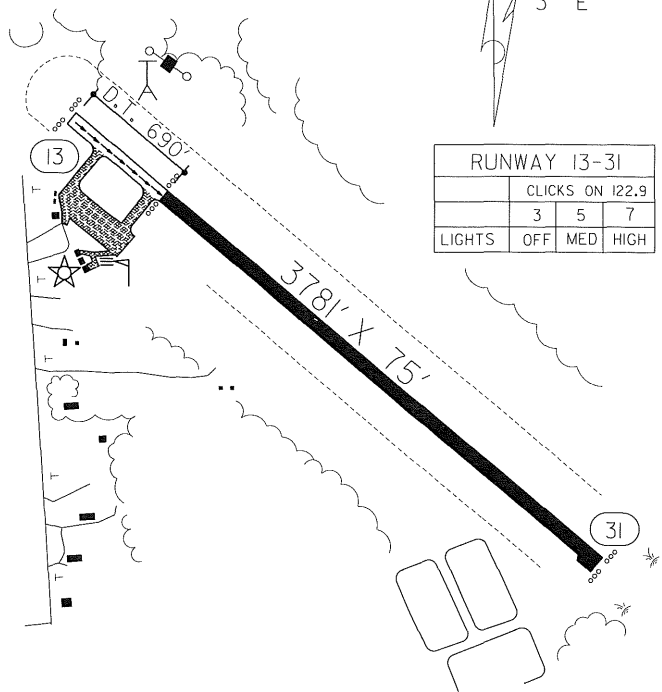 S E
D.T. 690'
13
RUNWAY 13-31
CLICKS ON 122.9
3 5 7
LIGHTS OFF MED HIGH
3781' X 75'
31
T
T
T
T
T